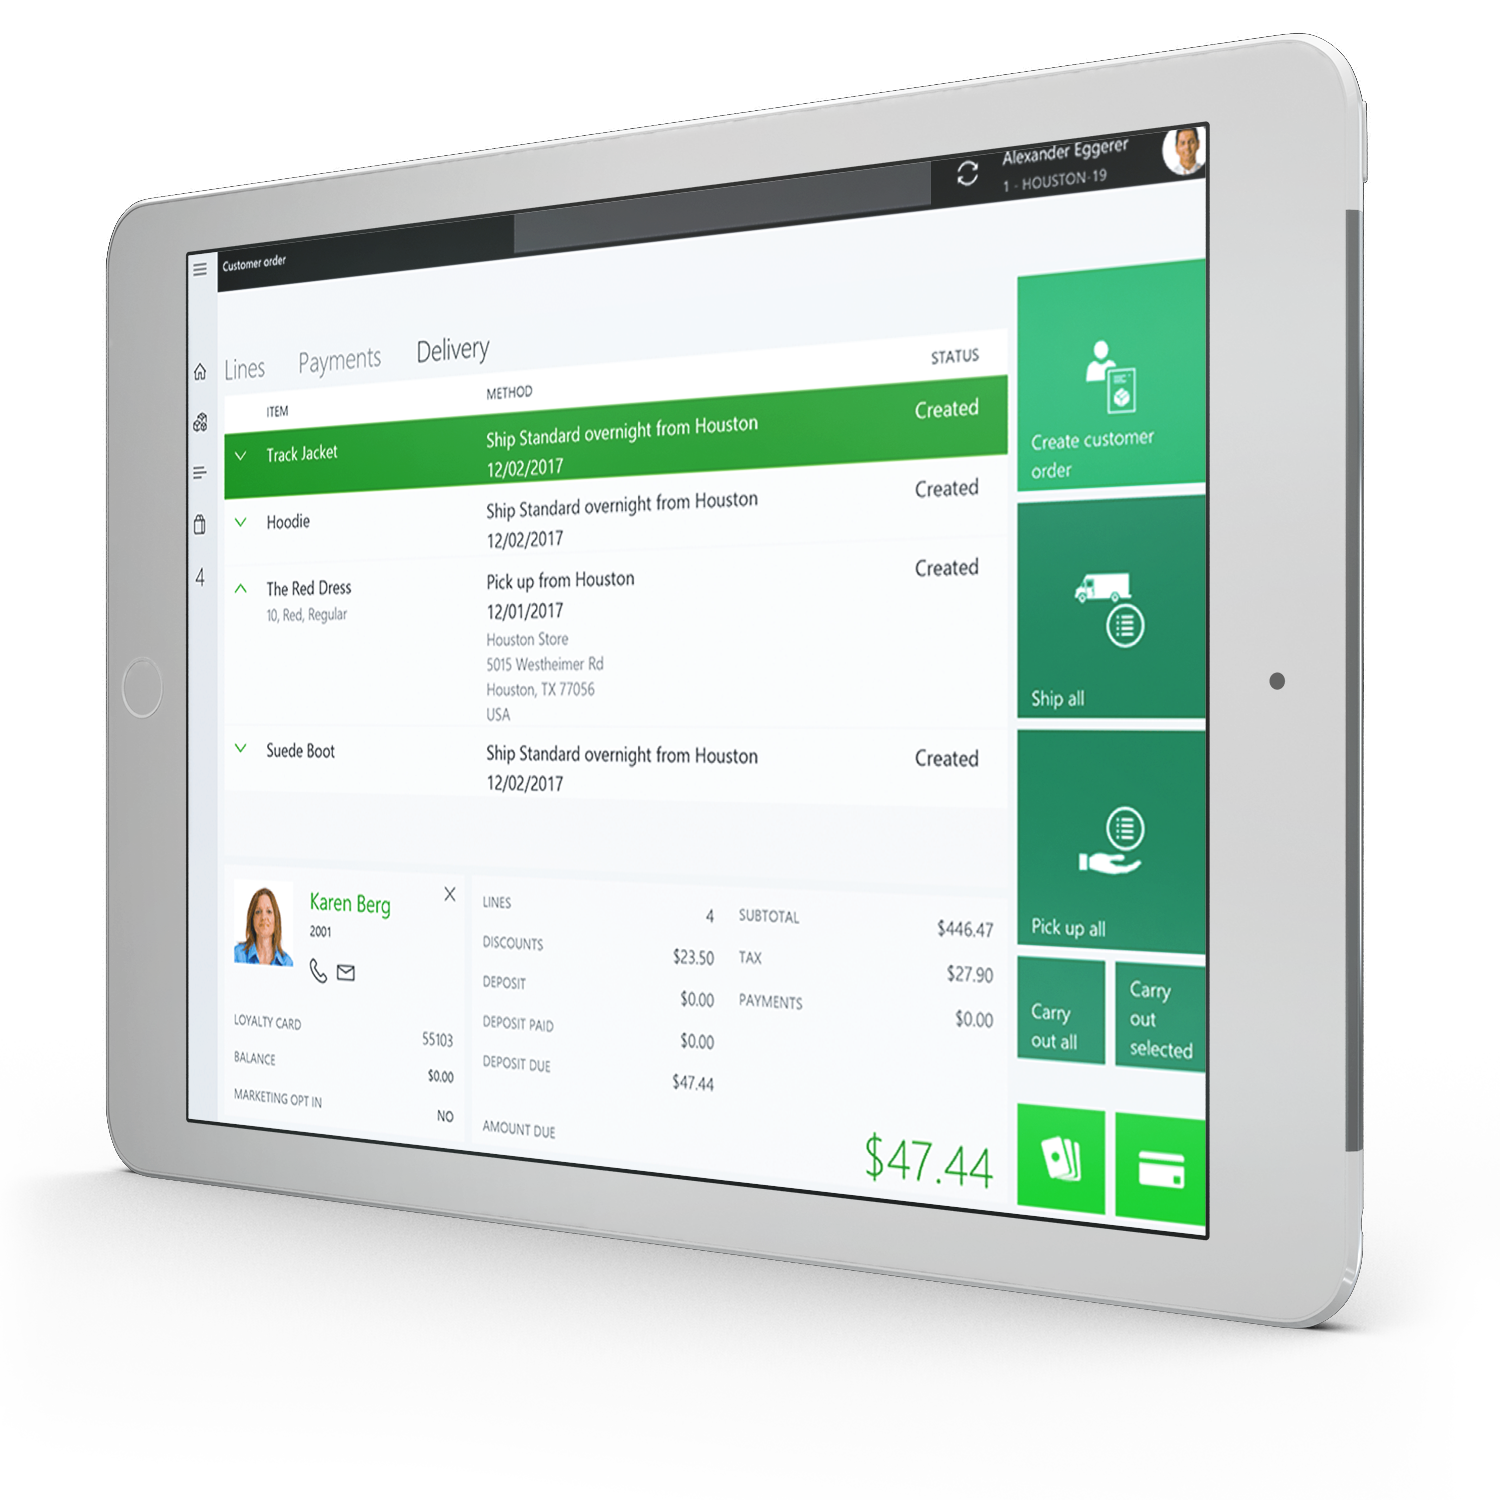 Customer order
Alexander Eggerer
1 - HOUSTON-19
Lines Payments Delivery
ITEM METHOD STATUS
Track Jacket Ship Standard overnight from Houston Created
12/02/2017
Hoodie Ship Standard overnight from Houston Created
12/02/2017
The Red Dress Pick up from Houston Created
10, Red, Regular 12/01/2017
Houston Store
5015 Westheimer Rd
Houston, TX 77056
USA
Suede Boot Ship Standard overnight from Houston Created
12/02/2017
4
Karen Berg X
2001
LOYALTY CARD 55103
BALANCE $0.00
MARKETING OPT IN NO
LINES 4
DISCOUNTS $23.50
DEPOSIT $0.00
DEPOSIT PAID $0.00
DEPOSIT DUE $47.44
SUBTOTAL $446.47
TAX $27.90
PAYMENTS $0.00
AMOUNT DUE $47.44
Create customer
order
Ship all
Pick up all
Carry
out all
Carry
out
selected